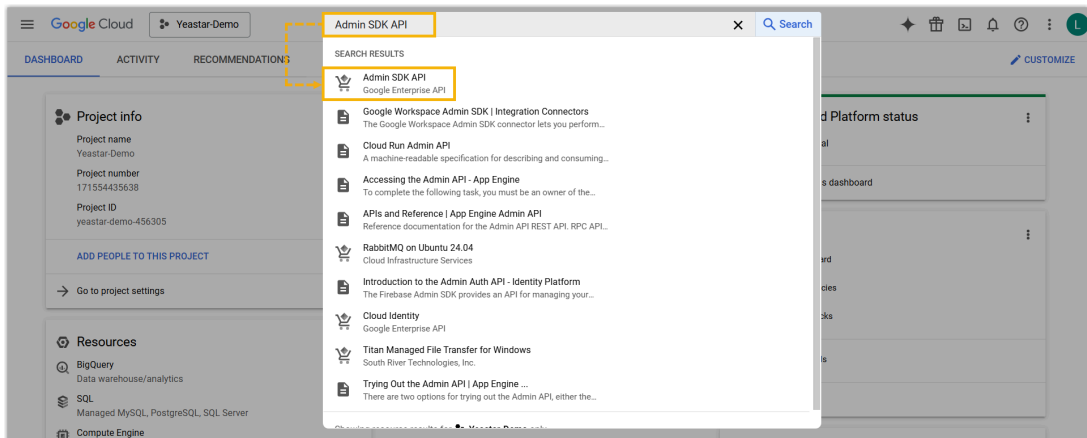 Google Cloud
Yeastar-Demo
Admin SDK API
Search
L
DASHBOARD
ACTIVITY
RECOMMENDATIONS
CUSTOMIZE
SEARCH RESULTS
Admin SDK API
Google Enterprise API
Google Workspace Admin SDK | Integration Connectors
The Google Workspace Admin SDK connector lets you perform...
Cloud Run Admin API
A machine-readable specification for describing and consuming...
Accessing the Admin API - App Engine
To complete the following task, you must be an owner of the...
APIs and Reference | App Engine Admin API
Reference documentation for the Admin API REST API. RPC API...
RabbitMQ on Ubuntu 24.04
Cloud Infrastructure Services
Introduction to the Admin Auth API - Identity Platform
The Firebase Admin SDK provides an API for managing your...
Cloud Identity
Google Enterprise API
Titan Managed File Transfer for Windows
South River Technologies, Inc.
Trying Out the Admin API | App Engine ...
There are two options for trying out the Admin API, either the...
Showing resource results for Yeastar-Demo only
Project info
Project name
Yeastar-Demo
Project number
171554435638
Project ID
yeastar-demo-456305
ADD PEOPLE TO THIS PROJECT
Go to project settings
Resources
BigQuery
Data warehouse/analytics
SQL
Managed MySQL, PostgreSQL, SQL Server
Compute Engine
d Platform status
al
s dashboard
ard
cies
cks
ls